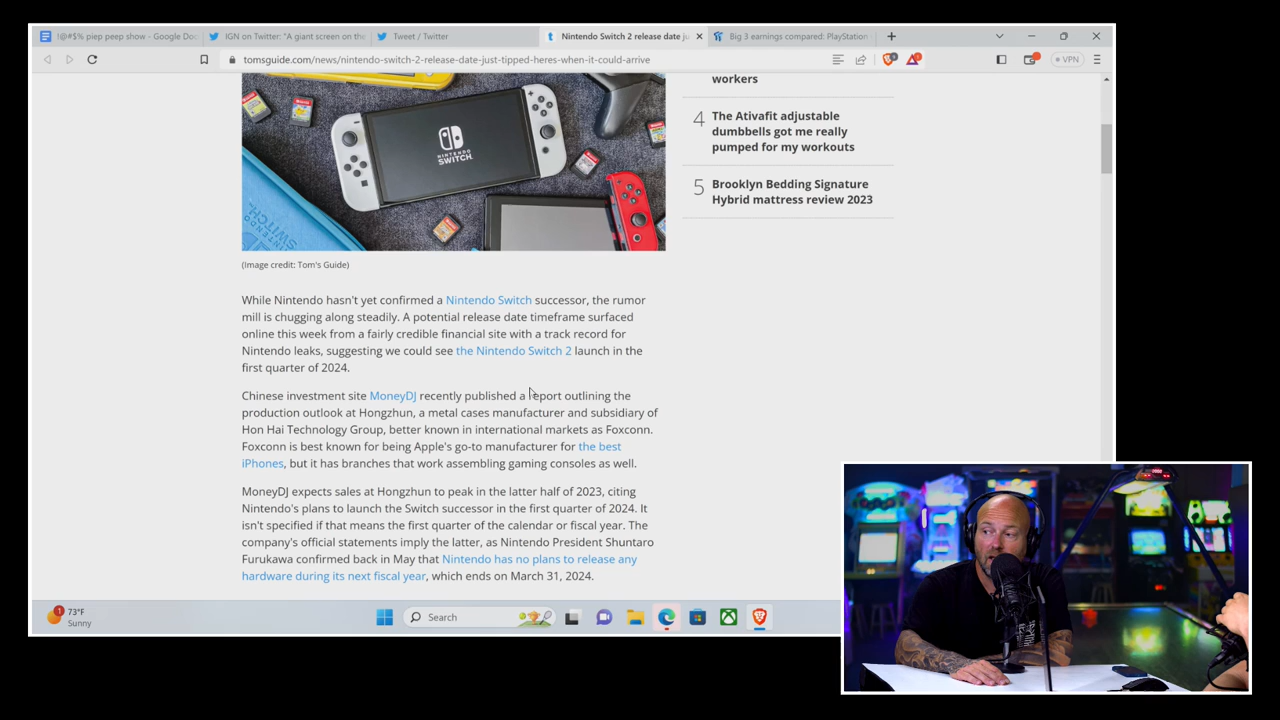 !@#$% piep peep show - Google Doc
IGN on Twitter: "A giant screen on the
Tweet / Twitter
Nintendo Switch 2 release date ju
Big 3 earnings compared: PlayStation
tomsguide.com/news/nintendo-switch-2-release-date-just-tipped-heres-when-it-could-arrive
VPN
workers
4
The Ativafit adjustable
dumbbells got me really
pumped for my workouts
5
Brooklyn Bedding Signature
Hybrid mattress review 2023
NINTENDO
SWITCH
SWITCH
(Image credit: Tom's Guide)
While Nintendo hasn't yet confirmed a Nintendo Switch successor, the rumor
mill is chugging along steadily. A potential release date timeframe surfaced
online this week from a fairly credible financial site with a track record for
Nintendo leaks, suggesting we could see the Nintendo Switch 2 launch in the
first quarter of 2024.
Chinese investment site MoneyDJ recently published a report outlining the
production outlook at Hongzhun, a metal cases manufacturer and subsidiary of
Hon Hai Technology Group, better known in international markets as Foxconn.
Foxconn is best known for being Apple's go-to manufacturer for the best
iPhones, but it has branches that work assembling gaming consoles as well.
MoneyDJ expects sales at Hongzhun to peak in the latter half of 2023, citing
Nintendo's plans to launch the Switch successor in the first quarter of 2024. It
isn't specified if that means the first quarter of the calendar or fiscal year. The
company's official statements imply the latter, as Nintendo President Shuntaro
Furukawa confirmed back in May that Nintendo has no plans to release any
hardware during its next fiscal year, which ends on March 31, 2024.
1
73°F
Sunny
Search